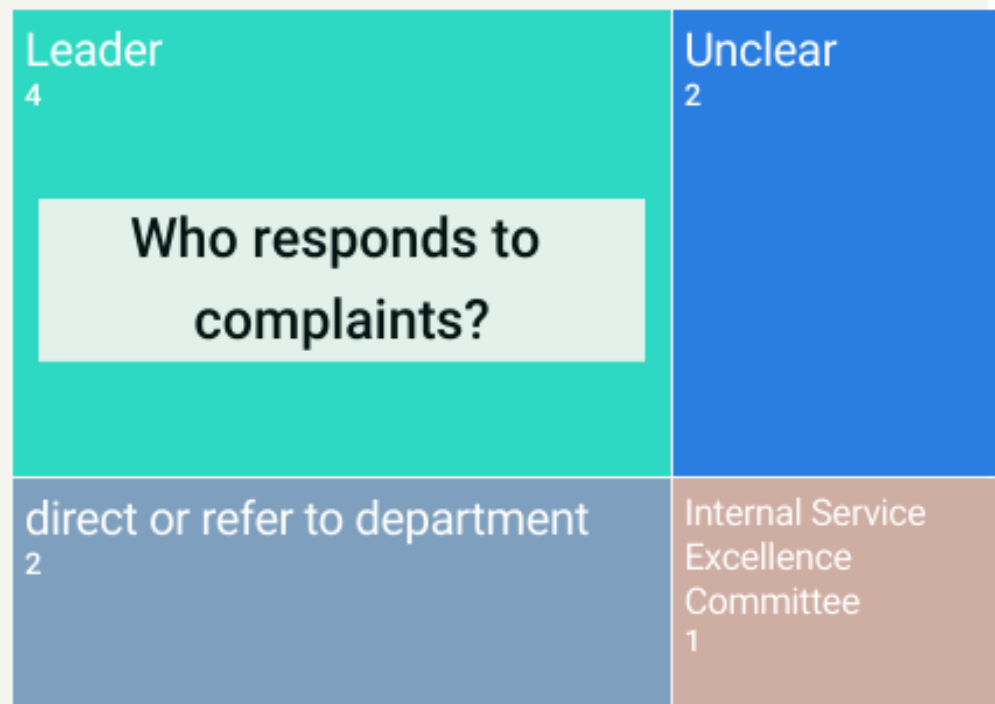 Leader
4
Unclear
2
Who responds to
complaints?
direct or refer to department
2
Internal Service
Excellence
Committee
1